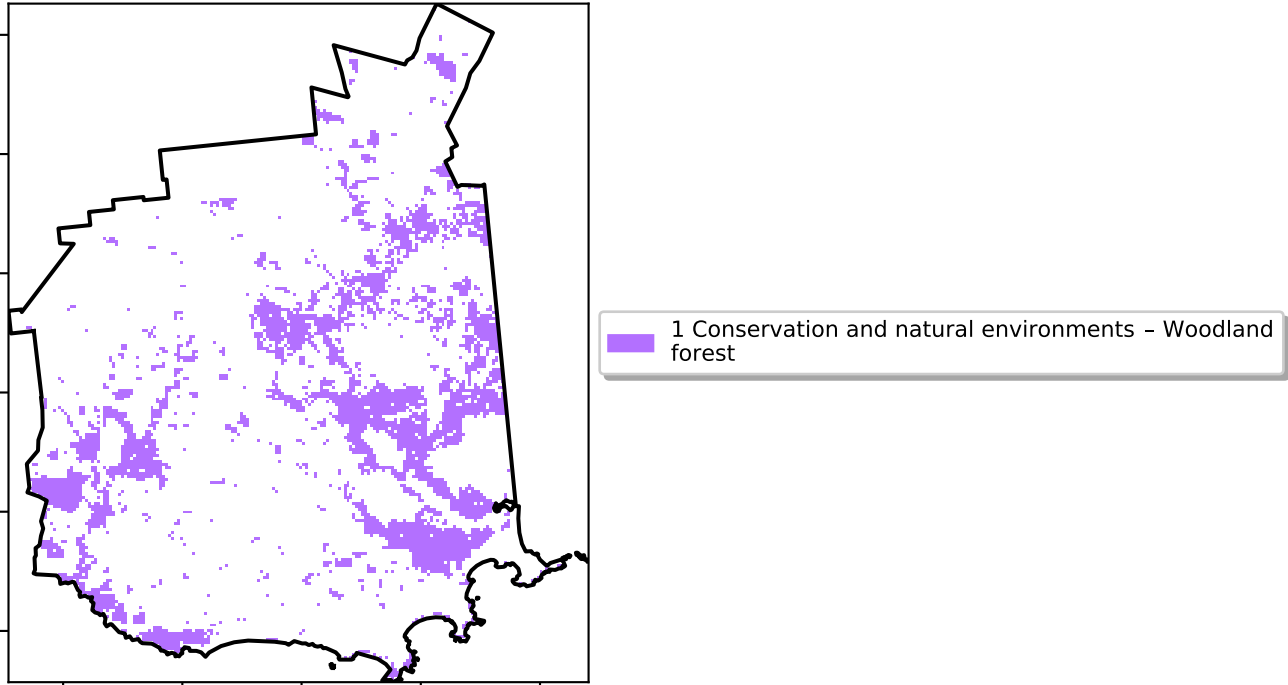 1 Conservation and natural environments – Woodland
forest